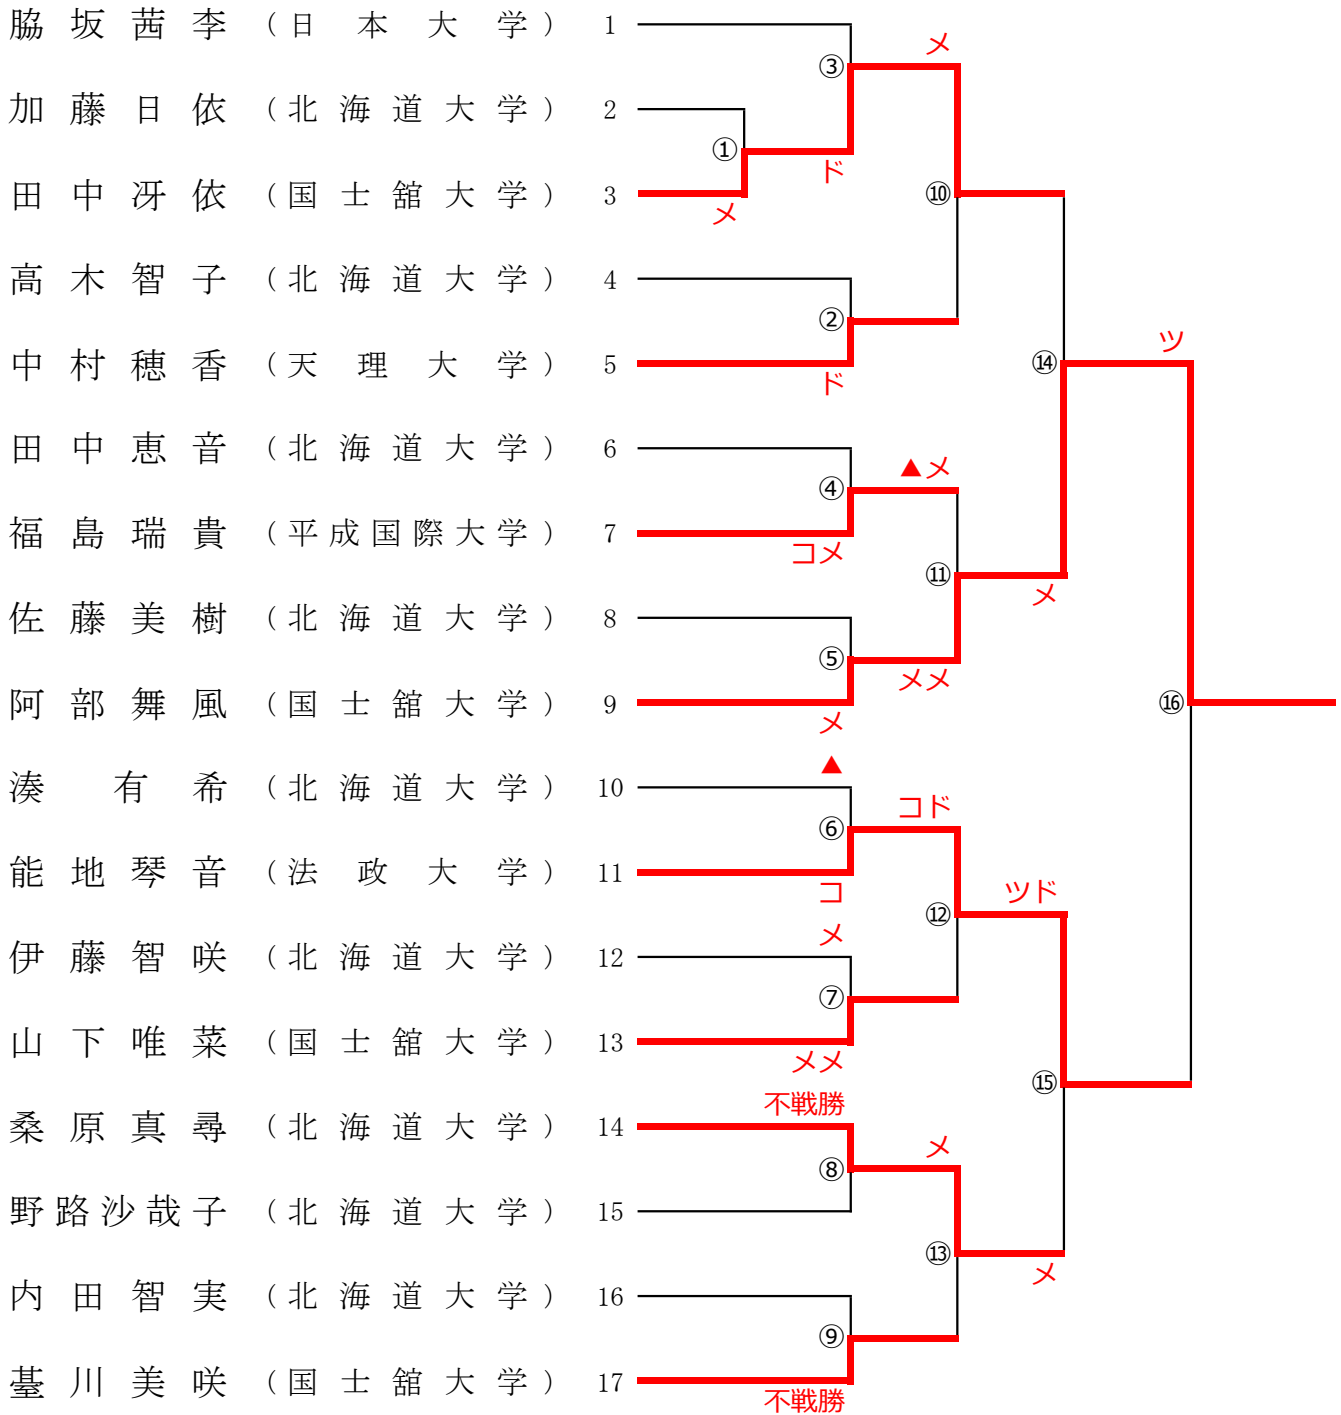 脇坂茜李 (日本大学) 1
メ
③
加藤日依 (北海道大学) 2
①
ド
田中冴依 (国士舘大学) 3
⑩
メ
高木智子 (北海道大学) 4
②
ツ
中村穂香 (天理大学) 5
⑭
ド
田中恵音 (北海道大学) 6
▲メ
④
福島瑞貴 (平成国際大学) 7
コメ
⑪
メ
佐藤美樹 (北海道大学) 8
⑤
メメ
阿部舞風 (国士舘大学) 9
⑯
メ
▲
湊有希 (北海道大学) 10
コド
⑥
能地琴音 (法政大学) 11
コ
ツド
⑫
メ
伊藤智咲 (北海道大学) 12
⑦
山下唯菜 (国士舘大学) 13
メメ
⑮
不戦勝
桑原真尋 (北海道大学) 14
メ
⑧
野路沙哉子 (北海道大学) 15
⑬
メ
内田智実 (北海道大学) 16
⑨
薹川美咲 (国士舘大学) 17
不戦勝